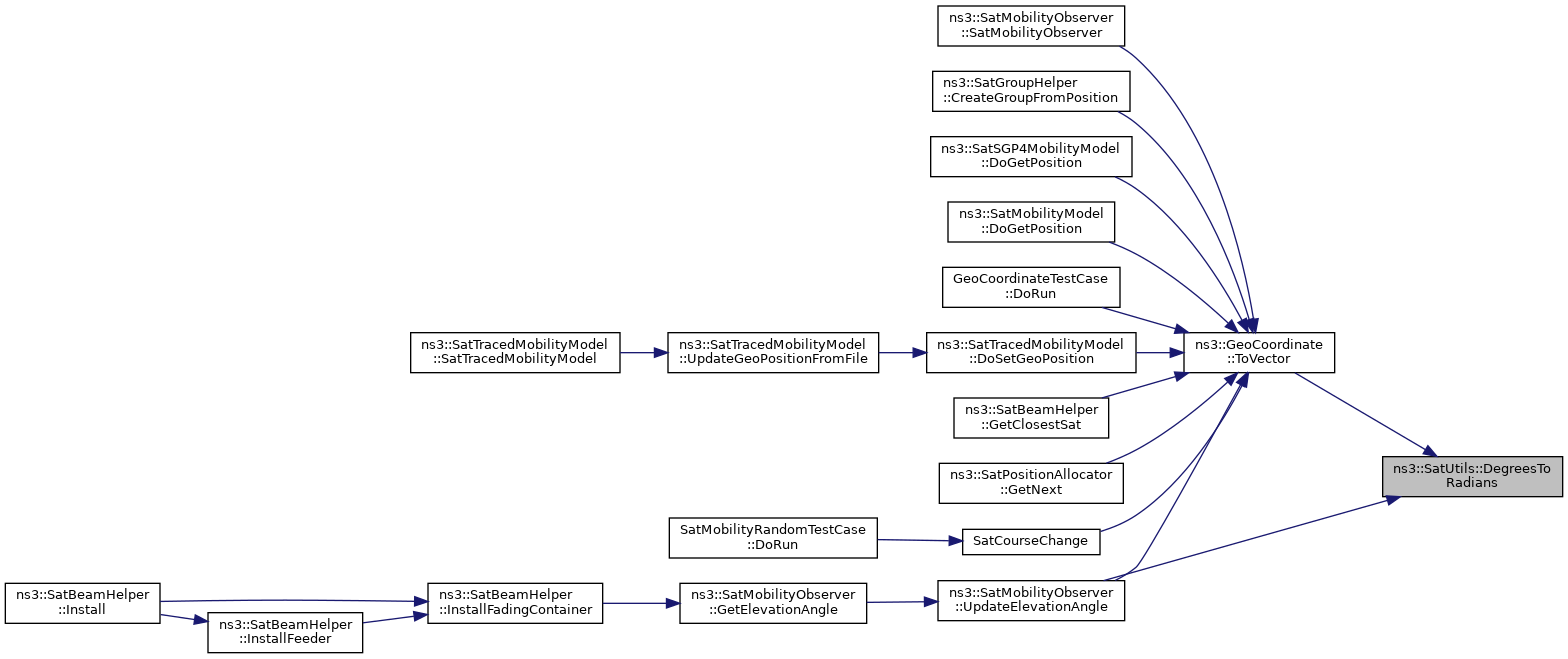 ns3::SatMobilityObserver
::SatMobilityObserver
ns3::SatGroupHelper
::CreateGroupFromPosition
ns3::SatSGP4MobilityModel
::DoGetPosition
ns3::SatMobilityModel
::DoGetPosition
GeoCoordinateTestCase
::DoRun
ns3::SatTracedMobilityModel
::SatTracedMobilityModel
ns3::SatTracedMobilityModel
::UpdateGeoPositionFromFile
ns3::SatTracedMobilityModel
::DoSetGeoPosition
ns3::GeoCoordinate
::ToVector
ns3::SatBeamHelper
::GetClosestSat
ns3::SatUtils::DegreesTo
Radians
ns3::SatPositionAllocator
::GetNext
SatMobilityRandomTestCase
::DoRun
SatCourseChange
ns3::SatBeamHelper
::Install
ns3::SatBeamHelper
::InstallFeeder
ns3::SatBeamHelper
::InstallFadingContainer
ns3::SatMobilityObserver
::GetElevationAngle
ns3::SatMobilityObserver
::UpdateElevationAngle